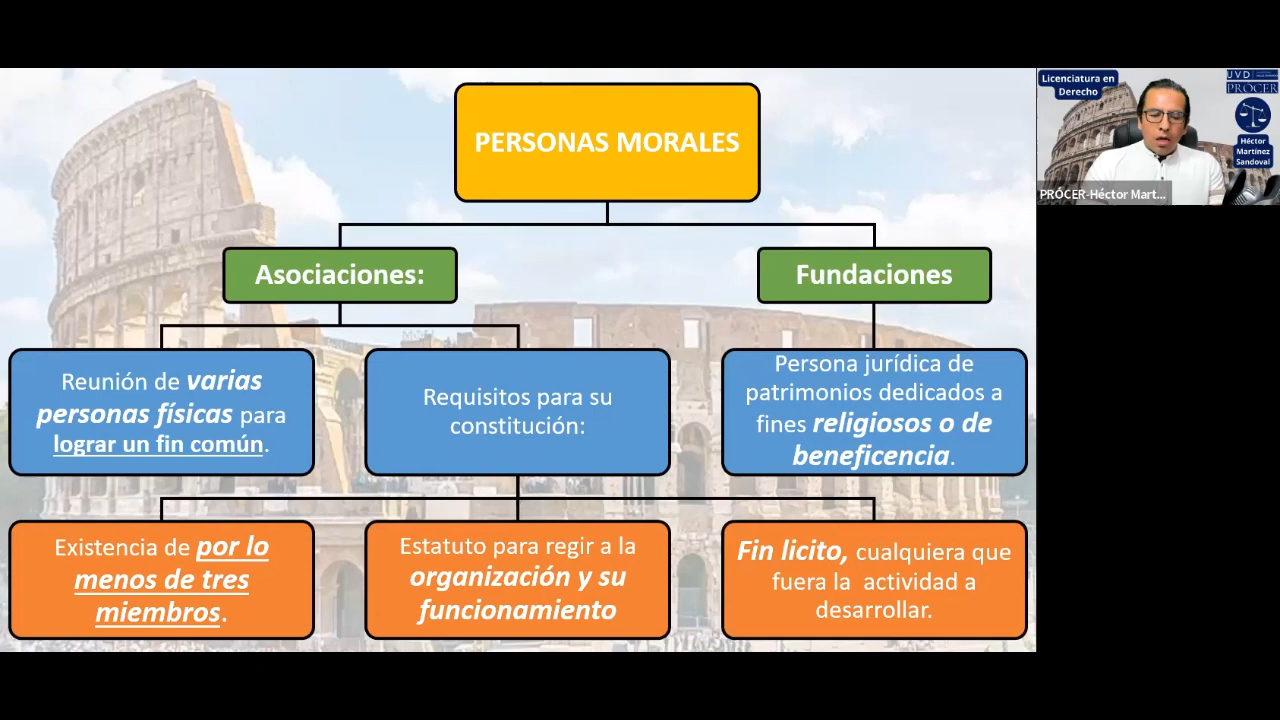 PERSONAS MORALES
Asociaciones:
Fundaciones
Reunión de varias
personas físicas para
lograr un fin común.
Requisitos para su
constitución:
Persona jurídica de
patrimonios dedicados a
fines religiosos o de
beneficencia.
Existencia de por lo
menos de tres
miembros.
Estatuto para regir a la
organización y su
funcionamiento
Fin licito, cualquiera que
fuera la actividad a
desarrollar.
Licenciatura en
Derecho
UVD
PRÓCER
Héctor
Martínez
Sandoval
PRÓCER-Héctor Mart...